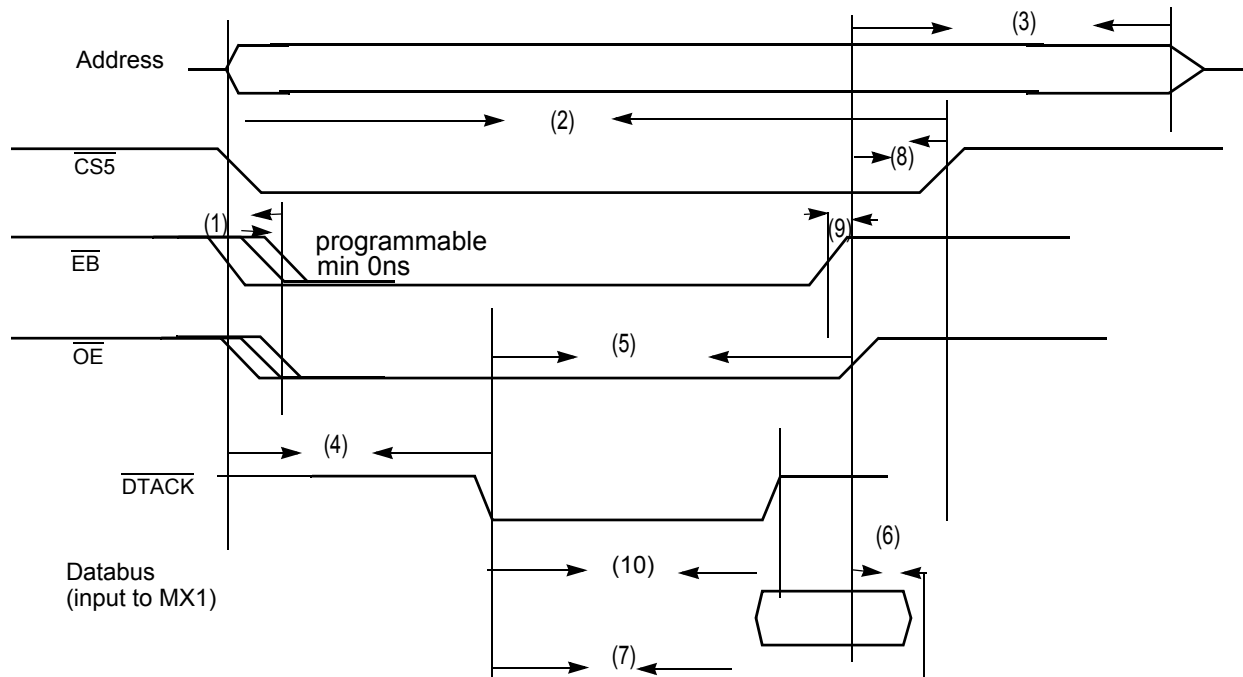 (3)
Address
(2)
CS5
(8)
(1)
(9)
programmable
min 0ns
EB
OE
(5)
(4)
DTACK
(6)
Databus
(input to MX1)
(10)
(7)